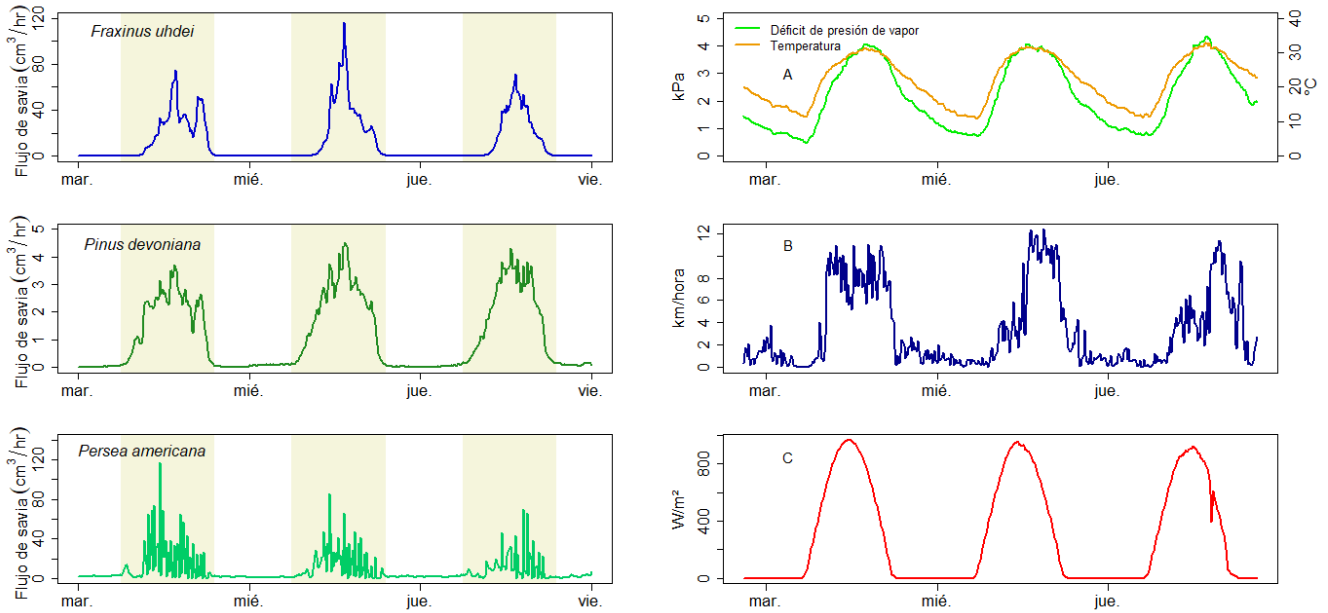 Fraxinus uhdei
Flujo de savia (cm³/hr)
0 40 80 120
mar. mié. jue. vie.
Déficit de presión de vapor
Temperatura
A
kPa
0 1 2 3 4 5
°C
0 10 20 30 40
mar. mié. jue.
Pinus devoniana
Flujo de savia (cm³/hr)
0 1 2 3 4 5
mar. mié. jue. vie.
B
km/hora
0 2 4 6 8 12
mar. mié. jue.
Persea americana
Flujo de savia (cm³/hr)
0 40 80 120
mar. mié. jue. vie.
C
W/m²
0 400 800
mar. mié. jue.